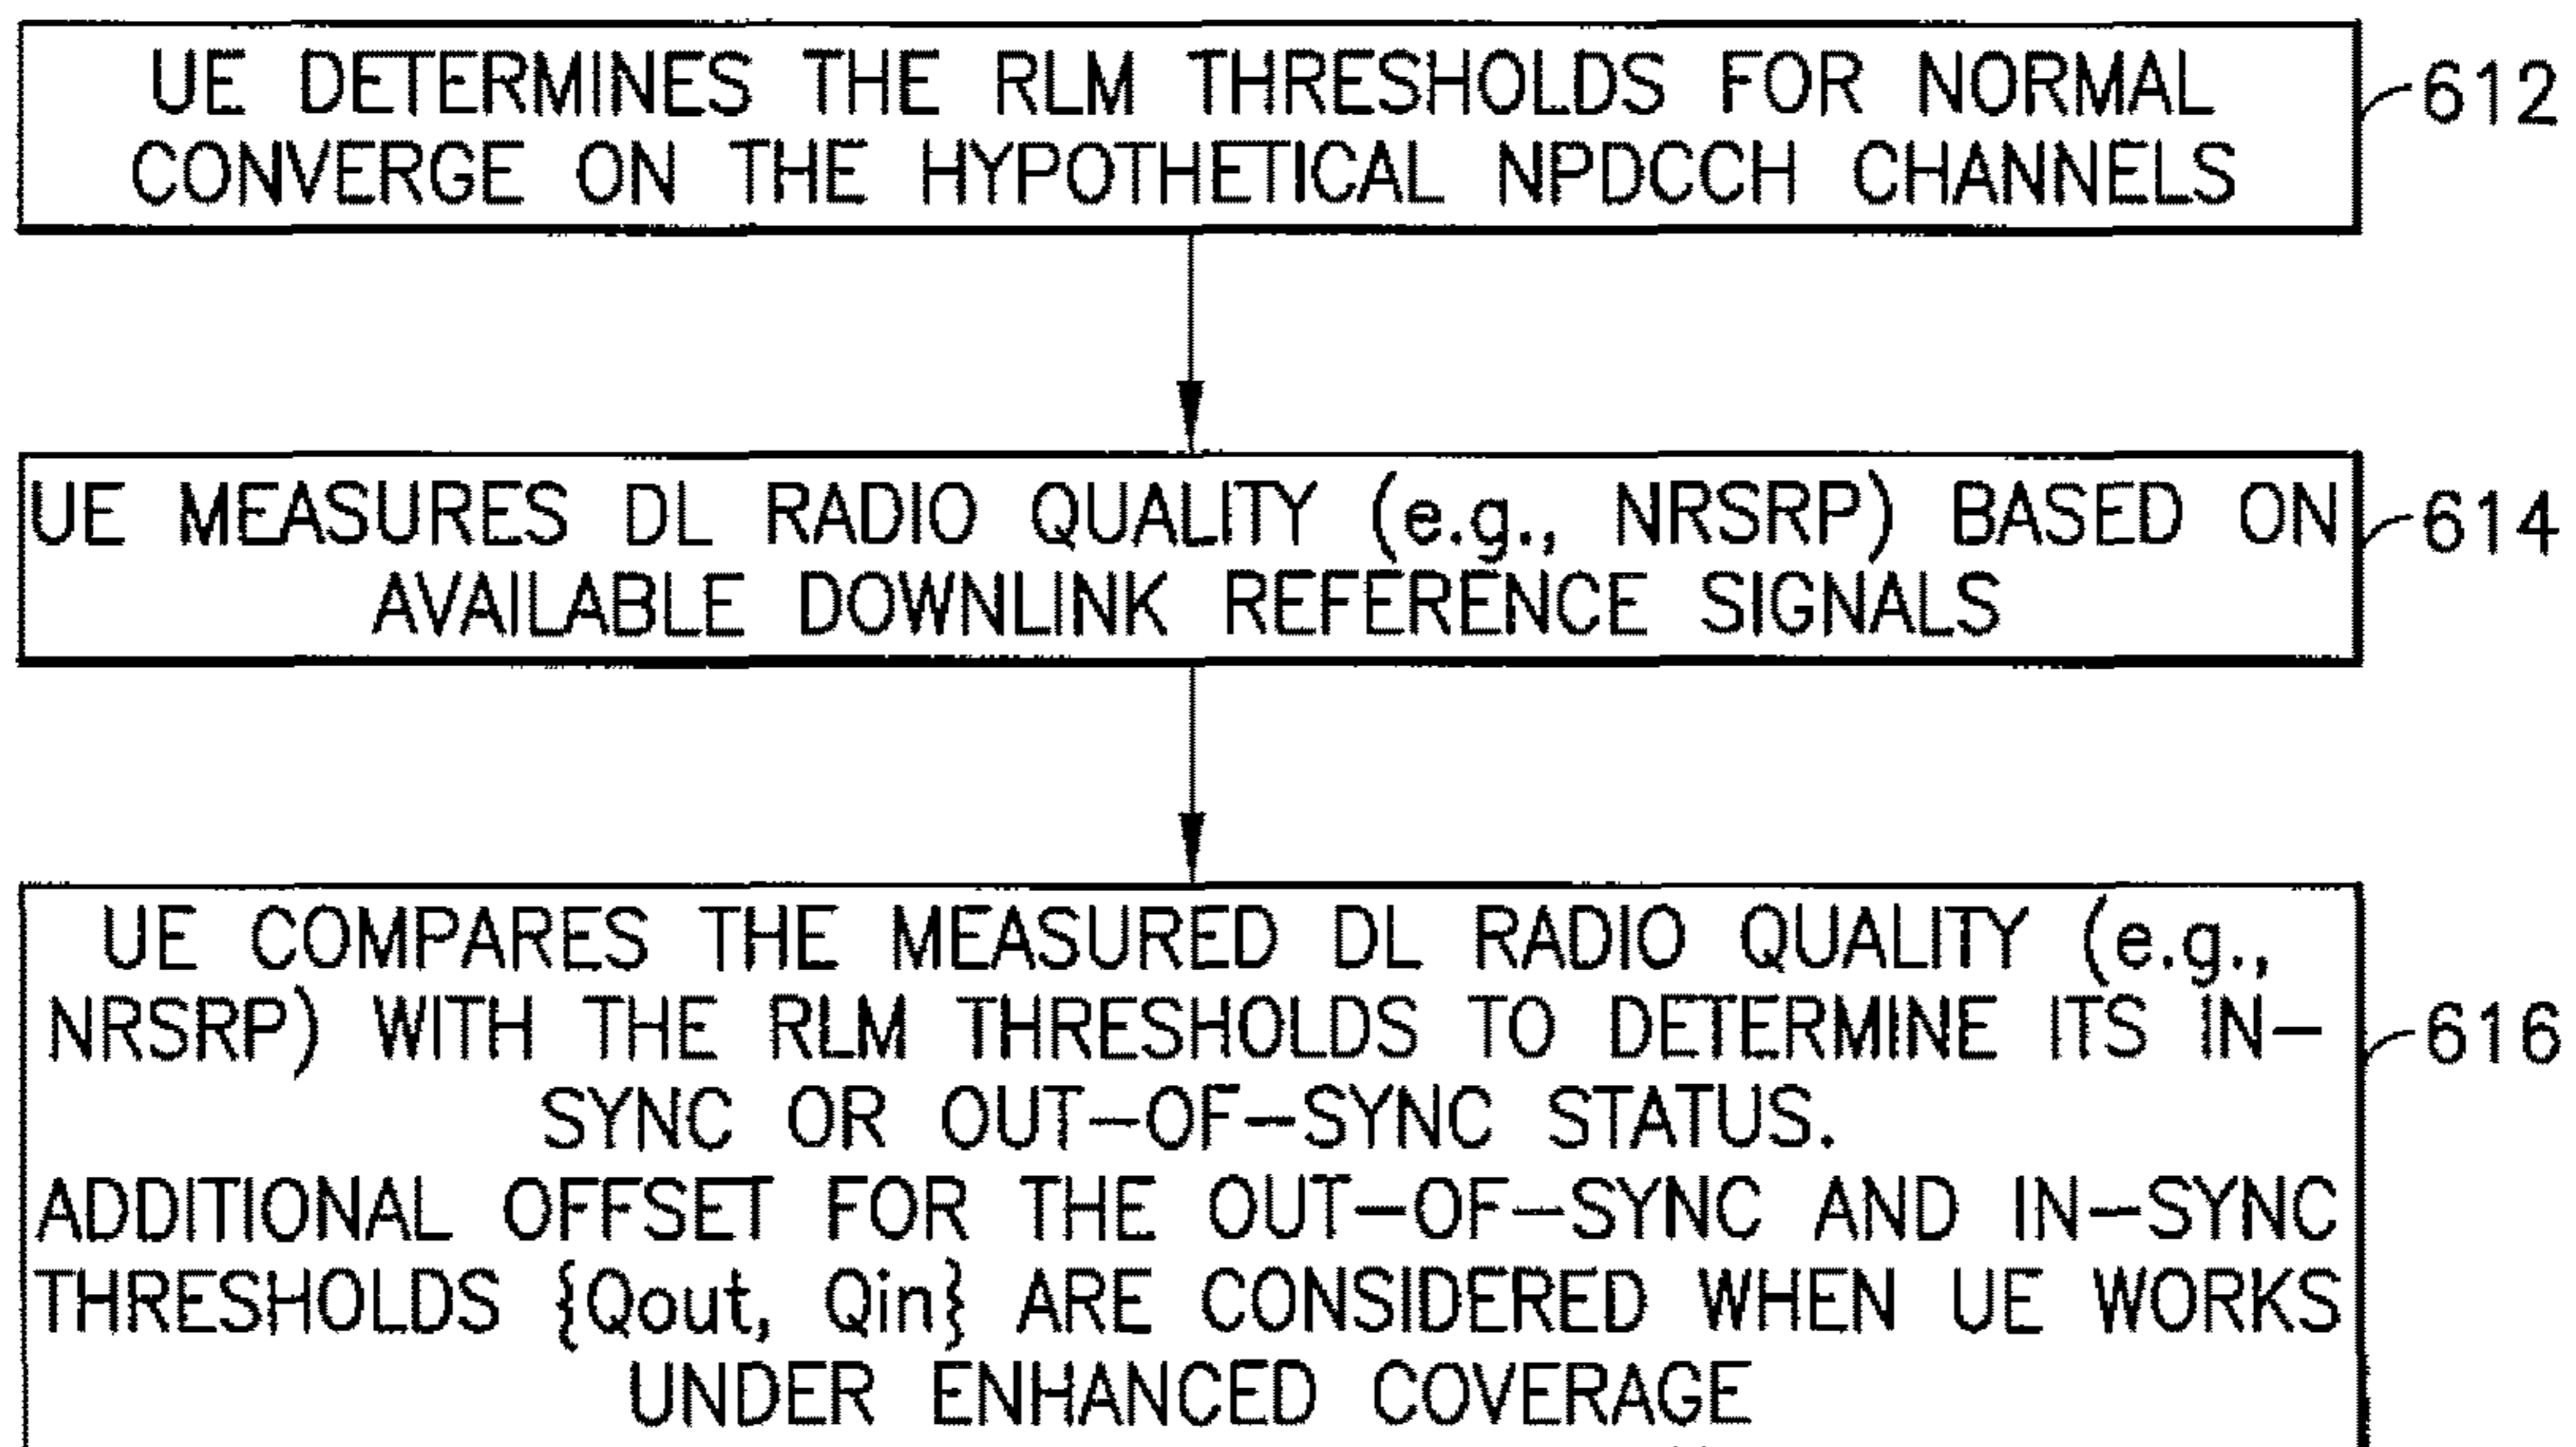 UE DETERMINES THE RLM THRESHOLDS FOR NORMAL
CONVERGE ON THE HYPOTHETICAL NPDCCH CHANNELS
612
UE MEASURES DL RADIO QUALITY (e.g., NRSRP) BASED ON
AVAILABLE DOWNLINK REFERENCE SIGNALS
614
UE COMPARES THE MEASURED DL RADIO QUALITY (e.g.,
NRSRP) WITH THE RLM THRESHOLDS TO DETERMINE ITS IN-
SYNC OR OUT-OF-SYNC STATUS.
ADDITIONAL OFFSET FOR THE OUT-OF-SYNC AND IN-SYNC
THRESHOLDS {Qout, Qin} ARE CONSIDERED WHEN UE WORKS
UNDER ENHANCED COVERAGE
616